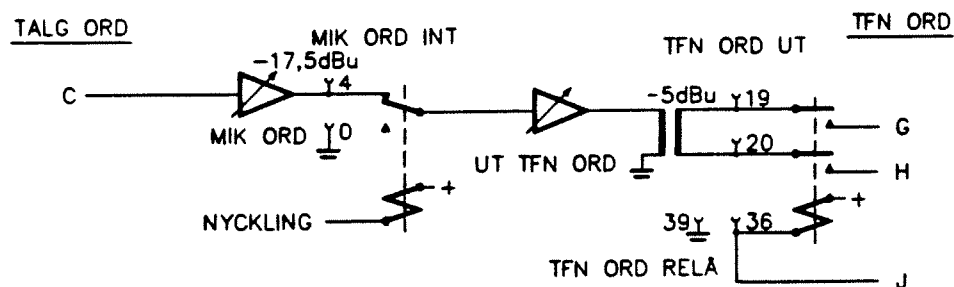 TALG ORD
MIK ORD INT
TFN ORD UT
TFN ORD
-17,5dBu
4
-5dBu
19
C
G
MIK ORD
0
20
UT TFN ORD
H
+
+
NYCKLING
39
36
TFN ORD RELÅ
J